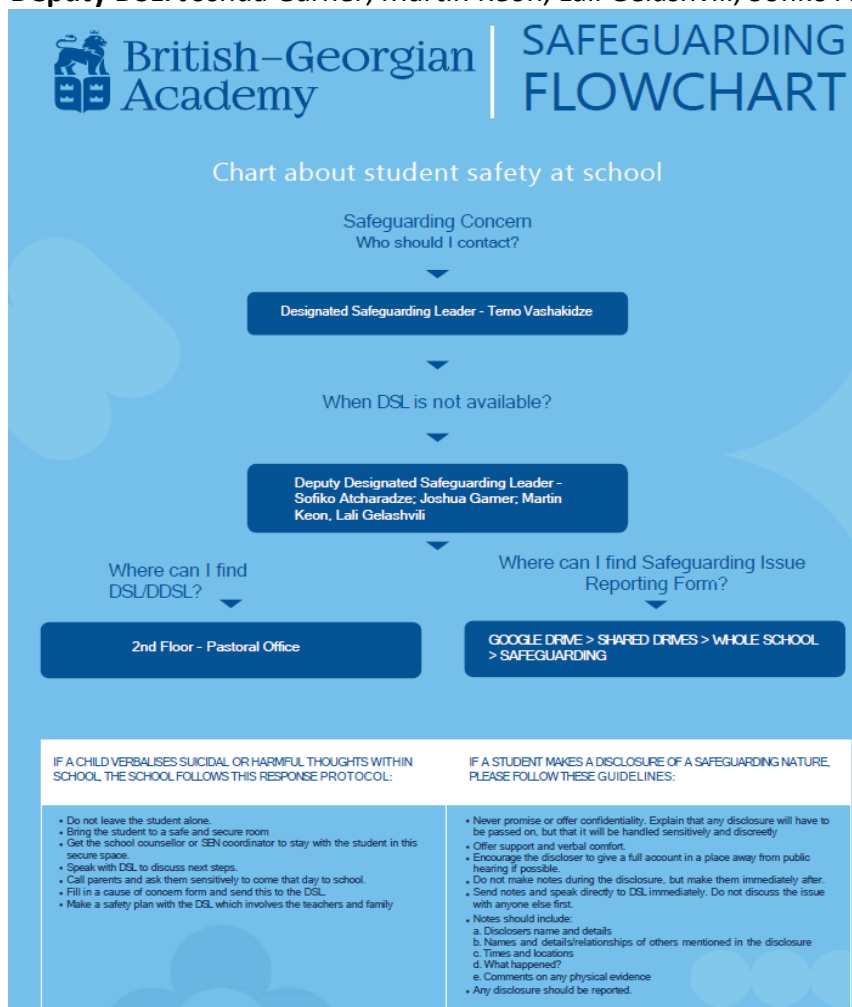 Deputy DSL: Joshua Garner, Martin Keon, Lali Gelashvili, Sofiko
British–Georgian
Academy
SAFEGUARDING
FLOWCHART
Chart about student safety at school
Safeguarding Concern
Who should I contact?
Designated Safeguarding Leader - Temo Vashakidze
When DSL is not available?
Deputy Designated Safeguarding Leader -
Sofiko Atcharadze; Joshua Garner; Martin
Keon, Lali Gelashvili
Where can I find
DSL/DDSL?
2nd Floor - Pastoral Office
Where can I find Safeguarding Issue
Reporting Form?
GOOGLE DRIVE > SHARED DRIVES > WHOLE SCHOOL
> SAFEGUARDING
IF A CHILD VERBALISES SUICIDAL OR HARMFUL THOUGHTS WITHIN
SCHOOL, THE SCHOOL FOLLOWS THIS RESPONSE PROTOCOL:
• Do not leave the student alone.
• Bring the student to a safe and secure room
• Get the school counsellor or SEN coordinator to stay with the student in this
secure space.
• Speak with DSL to discuss next steps.
• Call parents and ask them sensitively to come that day to school.
• Fill in a cause of concern form and send this to the DSL.
• Make a safety plan with the DSL which involves the teachers and family
IF A STUDENT MAKES A DISCLOSURE OF A SAFEGUARDING NATURE,
PLEASE FOLLOW THESE GUIDELINES:
• Never promise or offer confidentiality. Explain that any disclosure will have to
be passed on, but that it will be handled sensitively and discreetly
• Offer support and verbal comfort.
• Encourage the discloser to give a full account in a place away from public
hearing if possible.
• Do not make notes during the disclosure, but make them immediately after.
• Send notes and speak directly to DSL immediately. Do not discuss the issue
with anyone else first.
• Notes should include:
a. Disclosers name and details
b. Names and details/relationships of others mentioned in the disclosure
c. Times and locations
d. What happened?
e. Comments on any physical evidence
• Any disclosure should be reported.